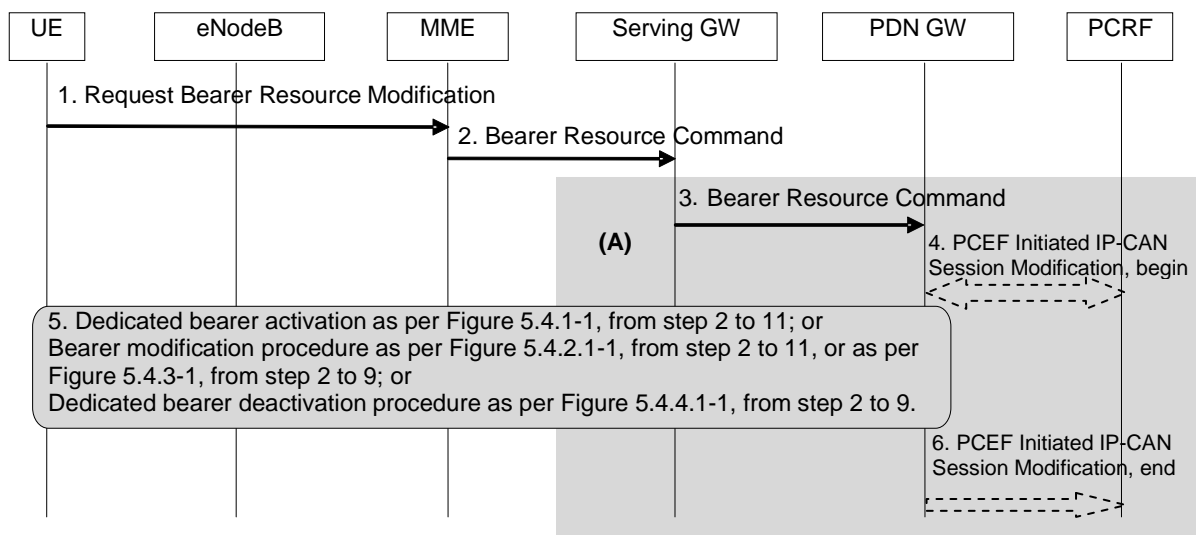 UE
eNodeB
MME
Serving GW
PDN GW
PCRF
1. Request Bearer Resource Modification
2. Bearer Resource Command
3. Bearer Resource Command
(A)
4. PCEF Initiated IP-CAN
Session Modification, begin
5. Dedicated bearer activation as per Figure 5.4.1-1, from step 2 to 11; or
Bearer modification procedure as per Figure 5.4.2.1-1, from step 2 to 11, or as per
Figure 5.4.3-1, from step 2 to 9; or
Dedicated bearer deactivation procedure as per Figure 5.4.4.1-1, from step 2 to 9.
6. PCEF Initiated IP-CAN
Session Modification, end